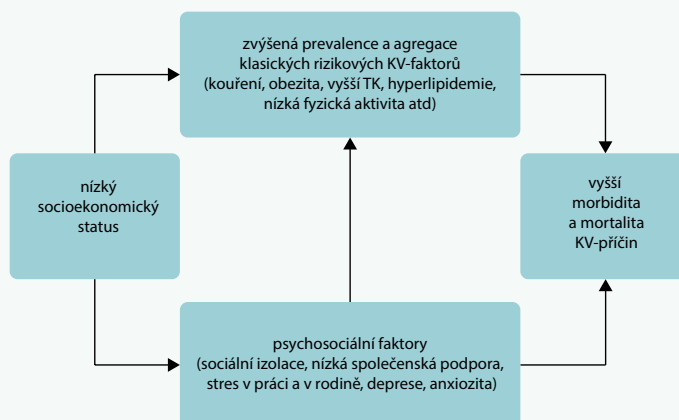 zvýšená prevalence a agregace
klasických rizikových KV-faktorů
(kouření, obezita, vyšší TK, hyperlipidemie,
nízká fyzická aktivita atd)
nízký
socioekonomický
status
vyšší
morbidita
a mortalita
KV-příčin
psychosociální faktory
(sociální izolace, nízká společenská podpora,
stres v práci a v rodině, deprese, anxiozita)